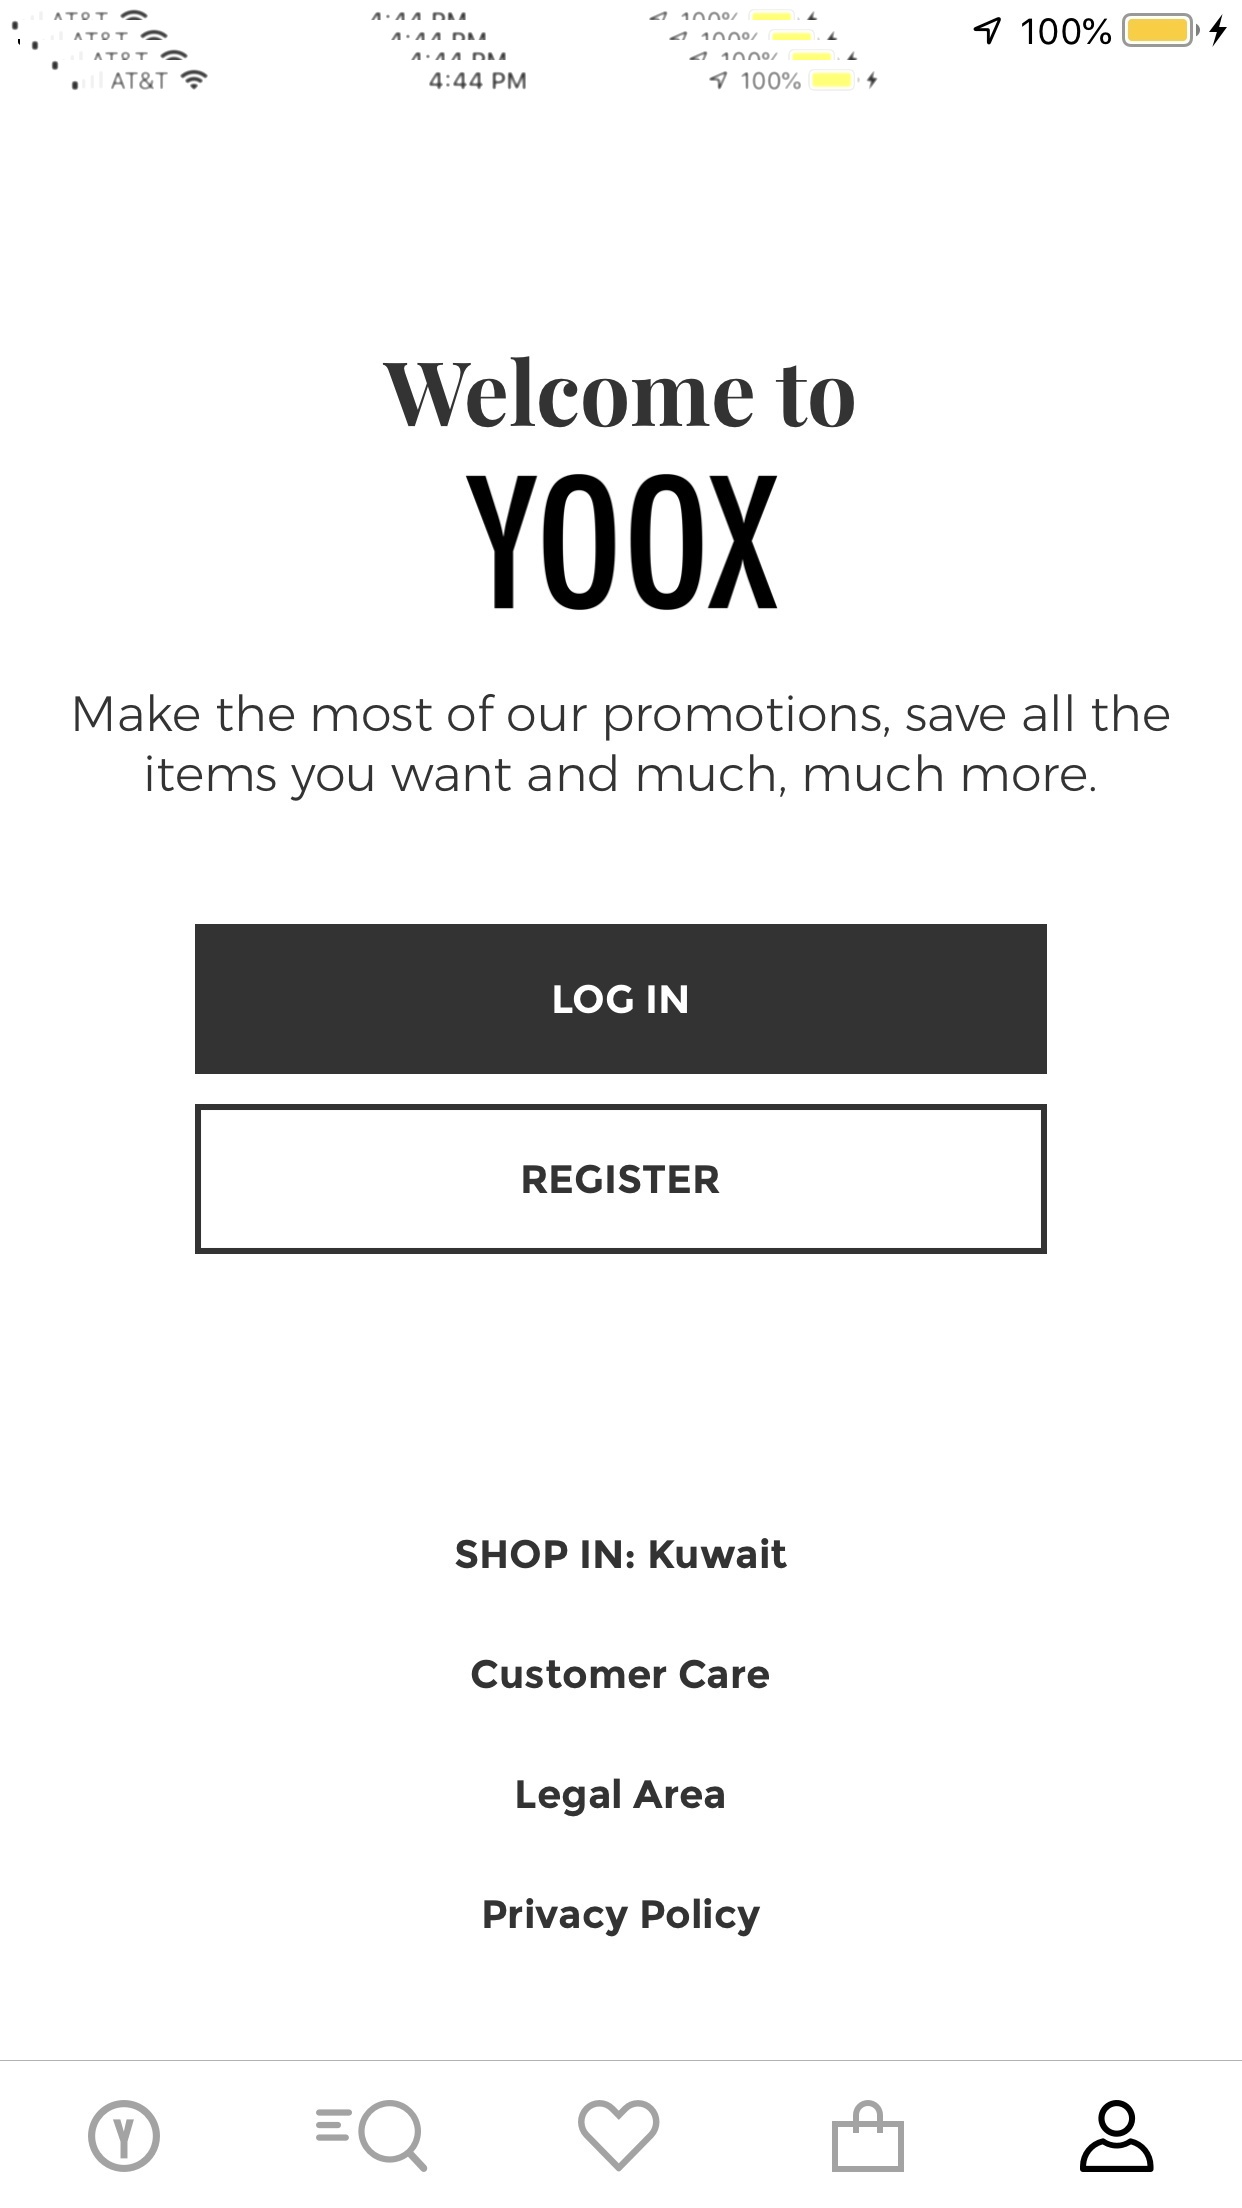 AT&T 4:44 PM 100%
100%
Welcome to
YOOX
Make the most of our promotions, save all the
items you want and much, much more.
LOG IN
REGISTER
SHOP IN: Kuwait
Customer Care
Legal Area
Privacy Policy
Y